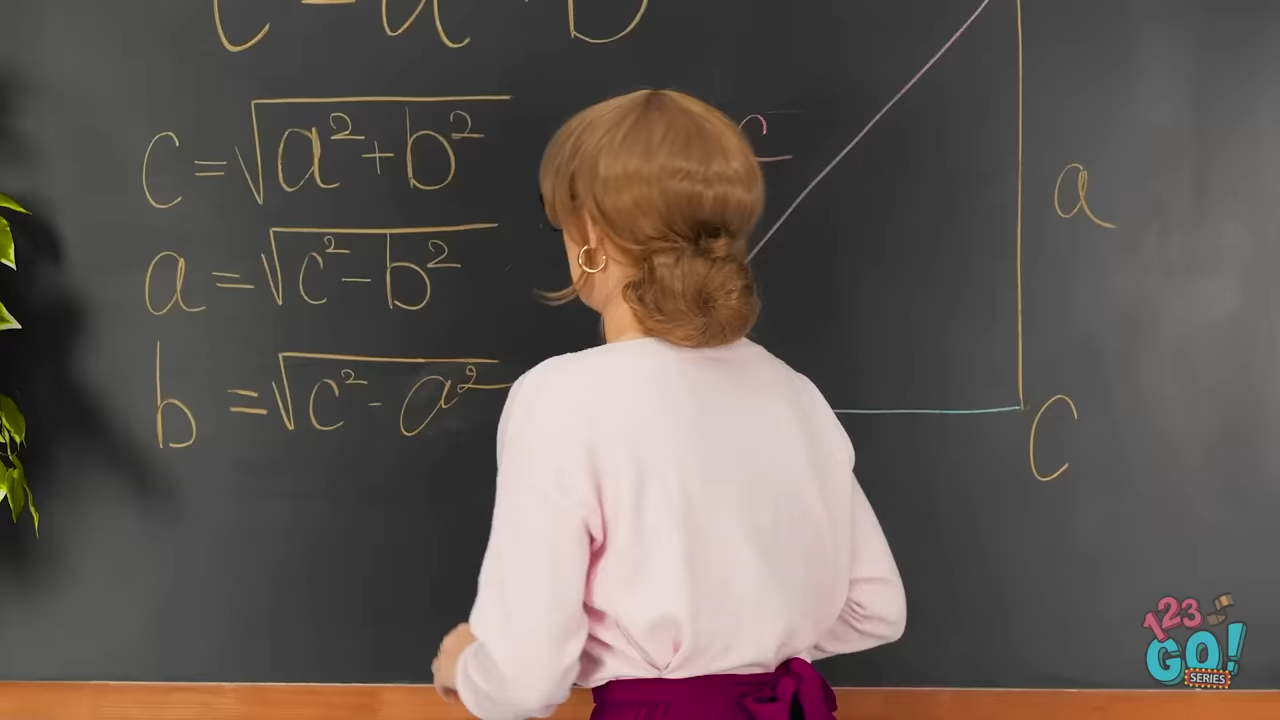 c = √a²+b²
a = √c²-b²
b = √c²-a²
c
a
C
123
GO!
SERIES